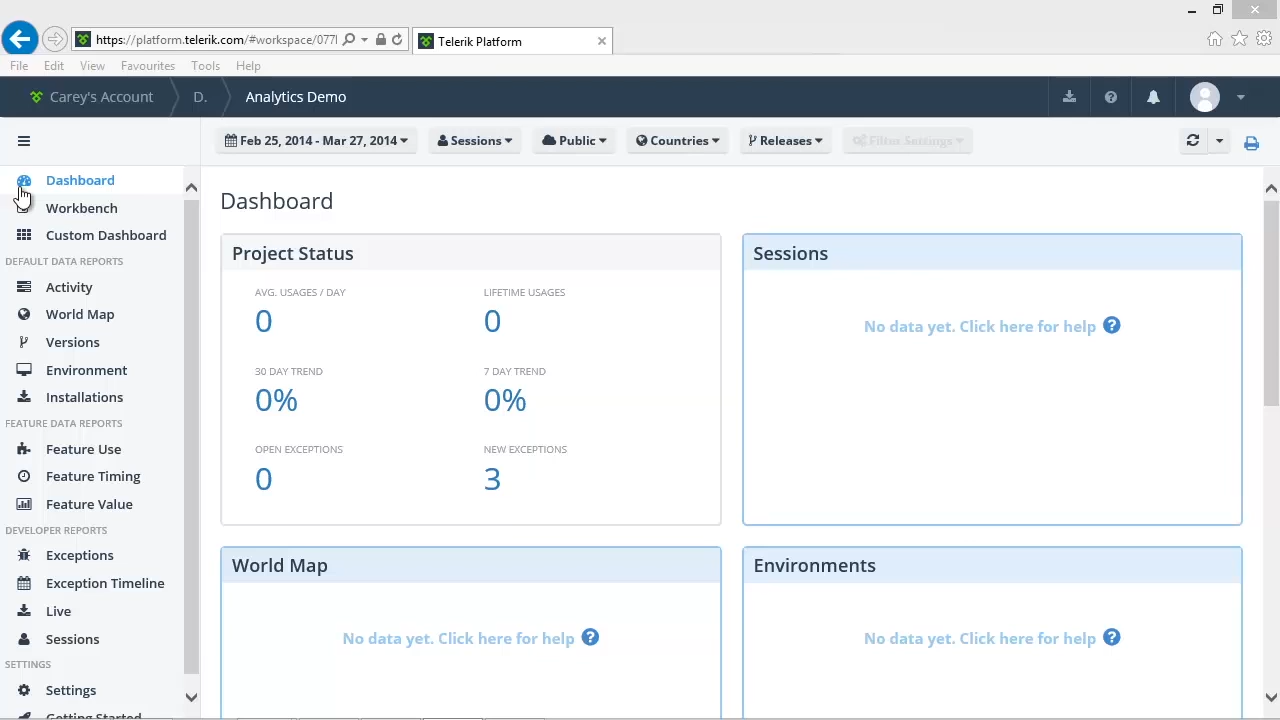 https://platform.telerik.com/#workspace/077l
Telerik Platform
File Edit View Favourites Tools Help
Carey's Account D. Analytics Demo
Feb 25, 2014 - Mar 27, 2014 Sessions Public Countries Releases Filter Settings
Dashboard
Workbench
Custom Dashboard
DEFAULT DATA REPORTS
Activity
World Map
Versions
Environment
Installations
FEATURE DATA REPORTS
Feature Use
Feature Timing
Feature Value
DEVELOPER REPORTS
Exceptions
Exception Timeline
Live
Sessions
SETTINGS
Settings
Getting Started
Dashboard
Project Status
AVG. USAGES / DAY LIFETIME USAGES
0 0
30 DAY TREND 7 DAY TREND
0% 0%
OPEN EXCEPTIONS NEW EXCEPTIONS
0 3
Sessions
No data yet. Click here for help
World Map
No data yet. Click here for help
Environments
No data yet. Click here for help